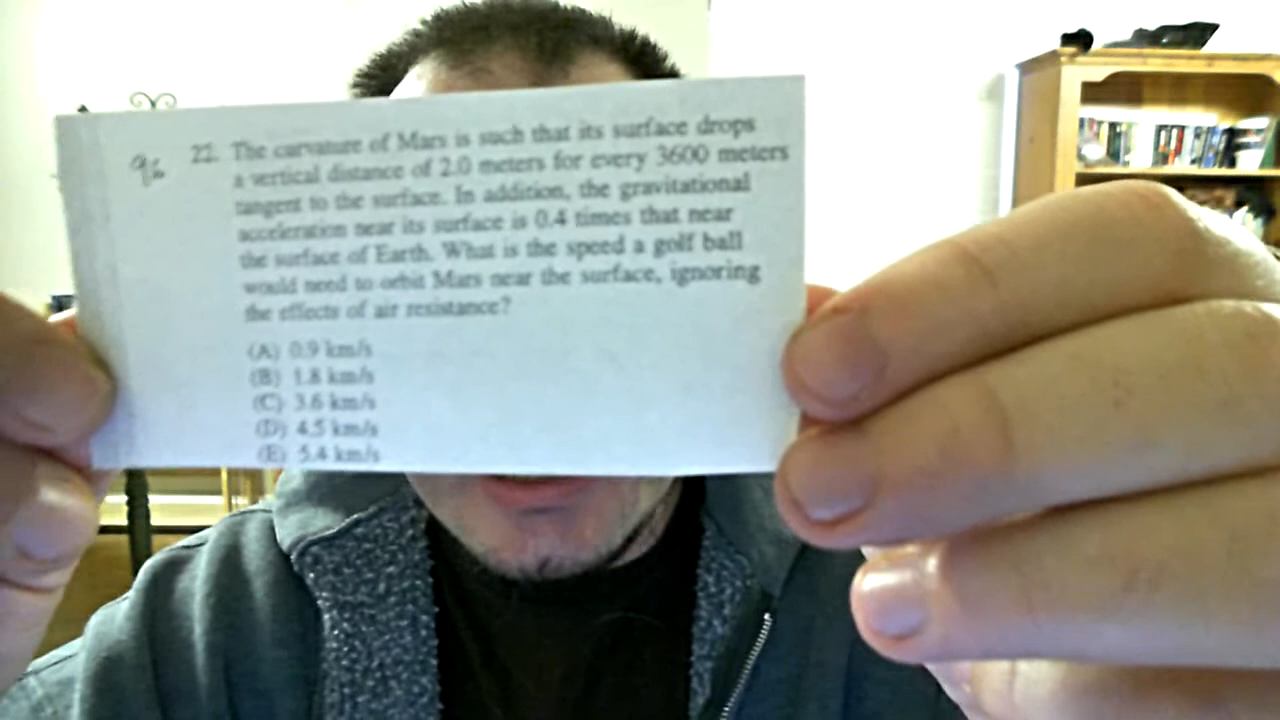 96
22. The curvature of Mars is such that its surface drops
a vertical distance of 2.0 meters for every 3600 meters
tangent to the surface. In addition, the gravitational
acceleration near its surface is 0.4 times that near
the surface of Earth. What is the speed a golf ball
would need to orbit Mars near the surface, ignoring
the effects of air resistance?
(A) 0.9 km/s
(B) 1.8 km/s
(C) 3.6 km/s
(D) 4.5 km/s
(E) 5.4 km/s